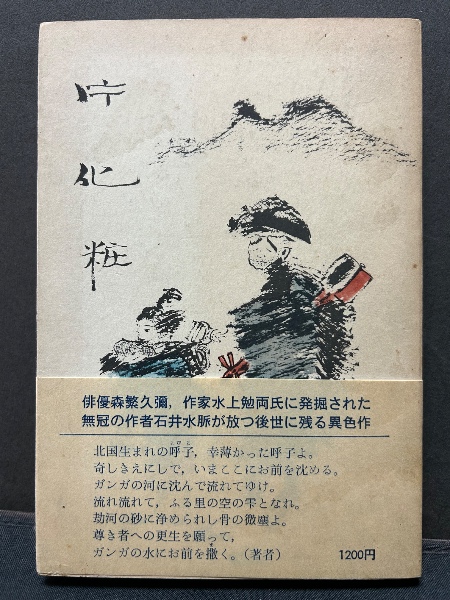 化粧
俳優森繁久彌，作家水上勉両氏に発掘された
無冠の作者石井水脈が放つ後世に残る異色作
北国生まれの呼子，幸薄かった呼子よ。
奇しきえにしで，いまここにお前を沈める。
ガンガの河に沈んで流れてゆけ。
流れ流れて，ふる里の空の雫となれ。
劫河の砂に浄められし骨の微塵よ。
尊き者への更生を願って，
ガンガの水にお前を撒く。（著者）
1200円